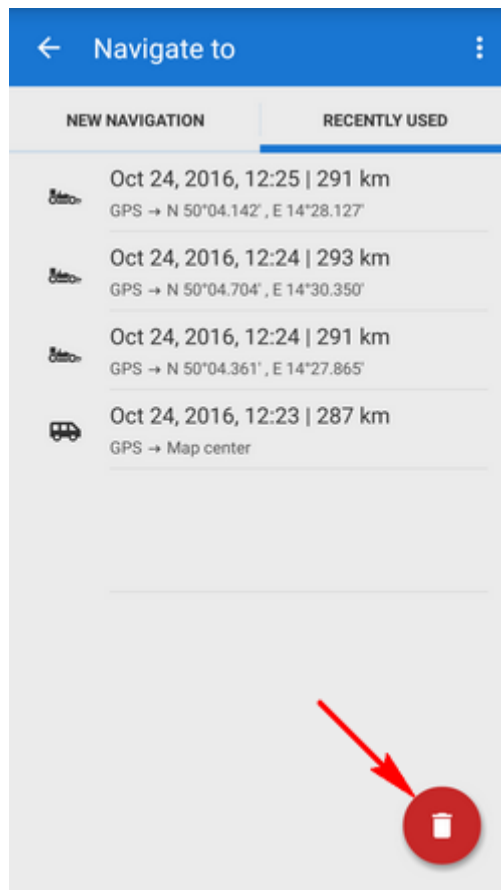 Navigate to
NEW NAVIGATION
RECENTLY USED
Oct 24, 2016, 12:25 | 291 km
GPS → N 50°04.142' , E 14°28.127'
Oct 24, 2016, 12:24 | 293 km
GPS → N 50°04.704' , E 14°30.350'
Oct 24, 2016, 12:24 | 291 km
GPS → N 50°04.361' , E 14°27.865'
Oct 24, 2016, 12:23 | 287 km
GPS → Map center